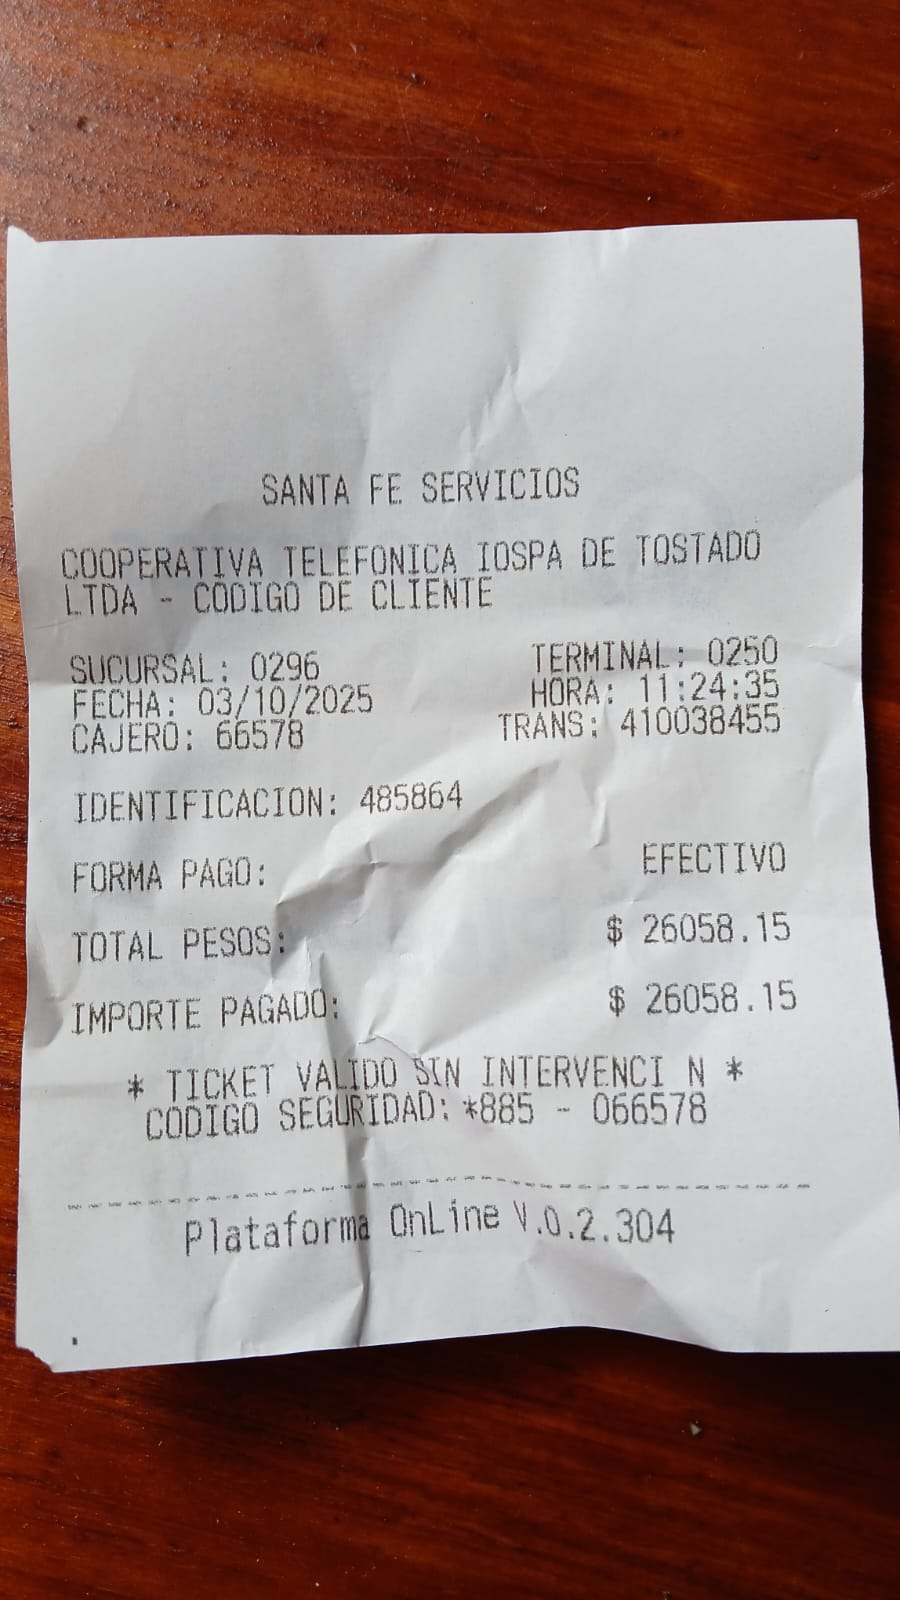 SANTA FE SERVICIOS
COOPERATIVA TELEFONICA IOSPA DE TOSTADO
LTDA - CODIGO DE CLIENTE
SUCURSAL: 0296 TERMINAL: 0250
FECHA: 03/10/2025 HORA: 11:24:35
CAJERO: 66578 TRANS: 410038455
IDENTIFICACION: 485864
FORMA PAGO: EFECTIVO
TOTAL PESOS: $ 26058.15
IMPORTE PAGADO: $ 26058.15
* TICKET VALIDO SIN INTERVENCI N *
CODIGO SEGURIDAD: *885 - 066578
Plataforma OnLine V.0.2.304